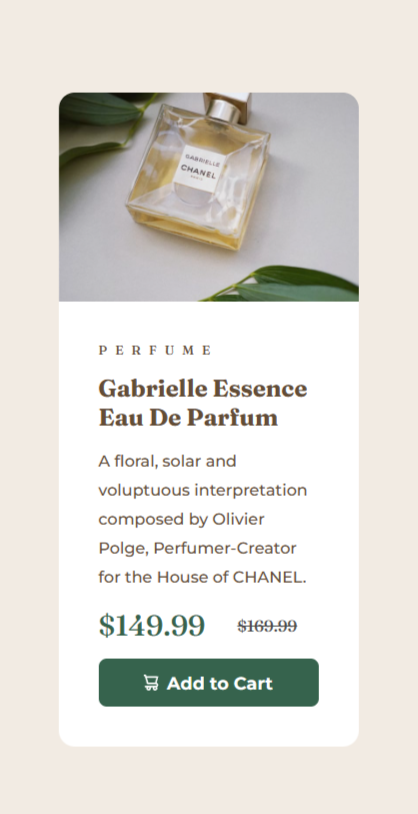 GABRIELLE
CHANEL
PARIS
PERFUME
Gabrielle Essence
Eau De Parfum
A floral, solar and
voluptuous interpretation
composed by Olivier
Polge, Perfumer-Creator
for the House of CHANEL.
$149.99 $169.99
Add to Cart